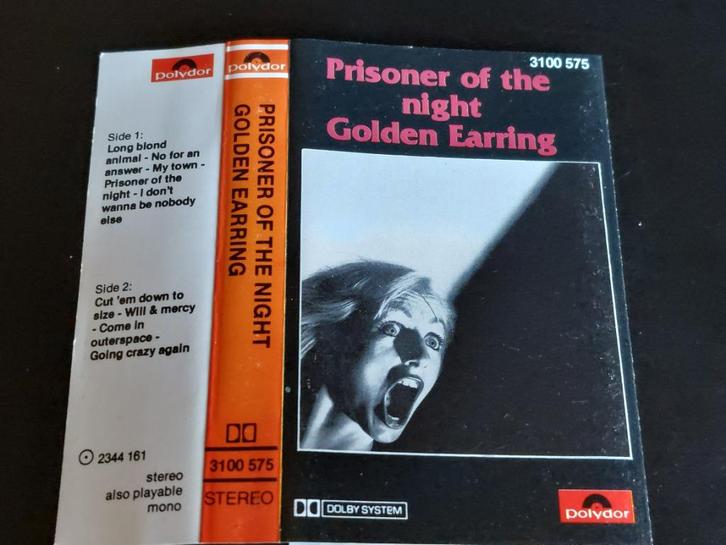 polydor
Side 1:
Long blond
animal - No for an
answer - My town -
Prisoner of the
night - I don't
wanna be nobody
else
Side 2:
Cut 'em down to
size - Will & mercy
- Come in
outerspace -
Going crazy again
2344 161
stereo
also playable
mono
polydor
PRISONER OF THE NIGHT
GOLDEN EARRING
3100 575
STEREO
3100 575
Prisoner of the
night
Golden Earring
DOLBY SYSTEM
polydor